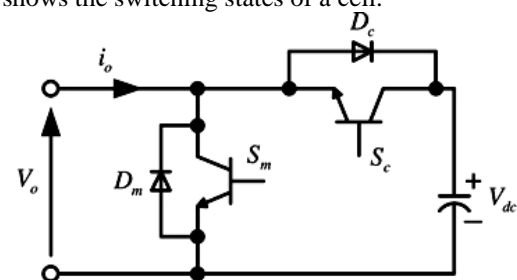 shows the switching states of a cell.
D_c
i_o
S_m
S_c
V_o
D_m
+
V_dc
−